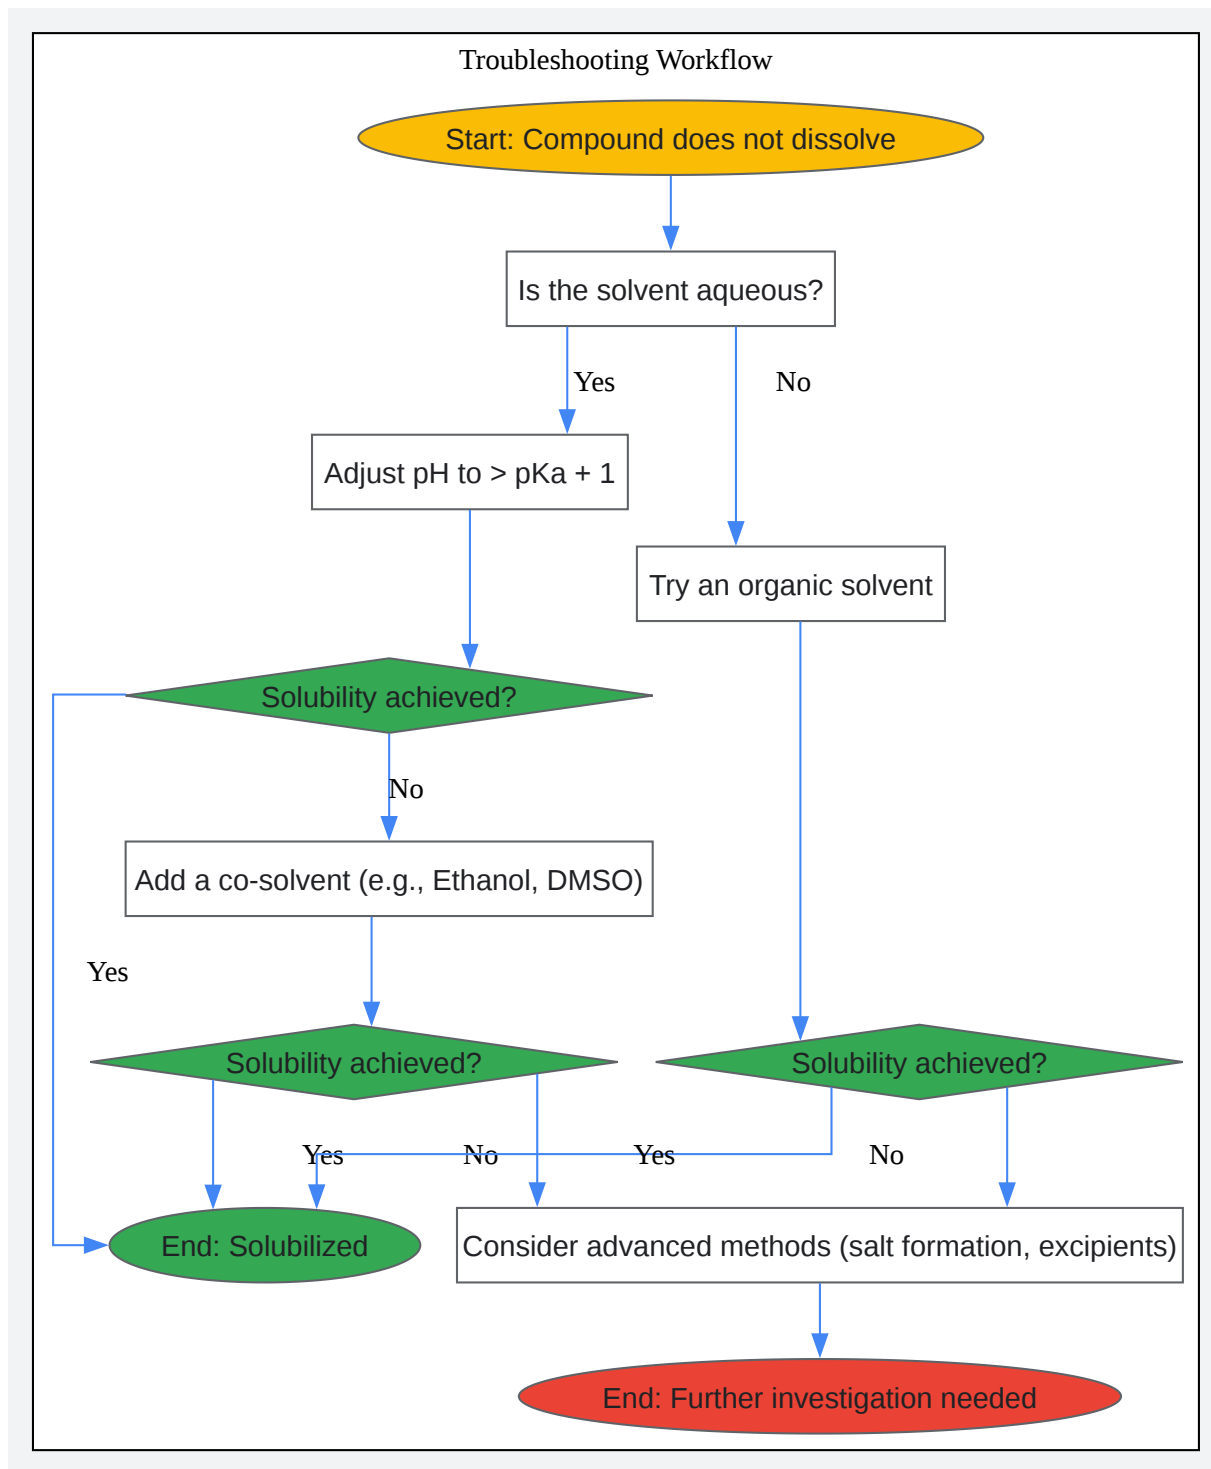 Troubleshooting Workflow
Start: Compound does not dissolve
Is the solvent aqueous?
Yes
No
Adjust pH to > pKa + 1
Try an organic solvent
Solubility achieved?
No
Add a co-solvent (e.g., Ethanol, DMSO)
Yes
Solubility achieved?
Solubility achieved?
Yes
No
Yes
No
End: Solubilized
Consider advanced methods (salt formation, excipients)
End: Further investigation needed